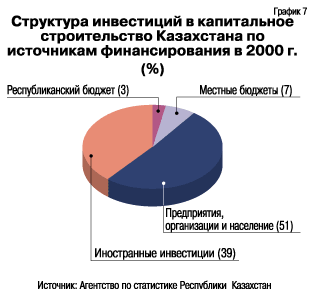 График 7
Структура инвестиций в капитальное
строительство Казахстана по
источникам финансирования в 2000 г.
(%)
Республиканский бюджет (3)
Местные бюджеты (7)
Предприятия,
организации и население (51)
Иностранные инвестиции (39)
Источник: Агентство по статистике Республики Казахстан